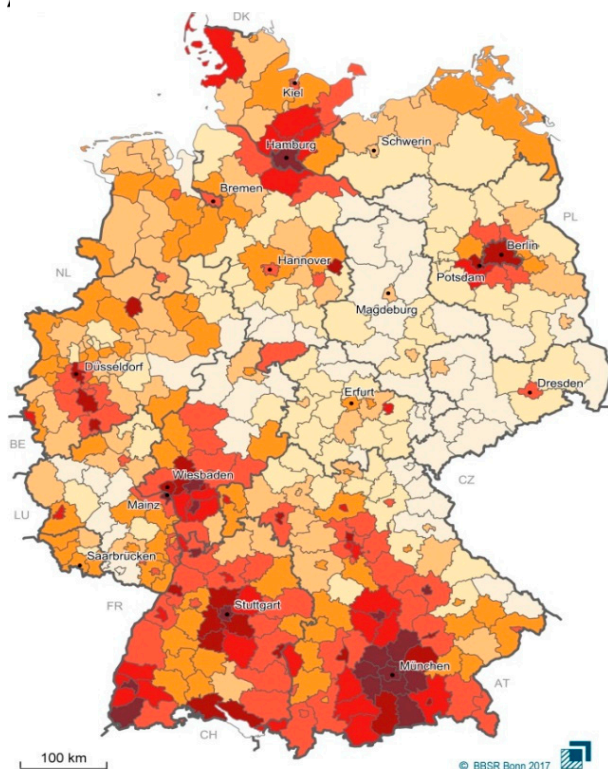 DK
Kiel
Schwerin
Hamburg
Bremen
PL
Berlin
NL
Hannover
Potsdam
Magdeburg
Düsseldorf
Erfurt
Dresden
BE
Wiesbaden
CZ
Mainz
LU
Saarbrücken
FR
Stuttgart
München
AT
CH
100 km
© BBSR Bonn 2017